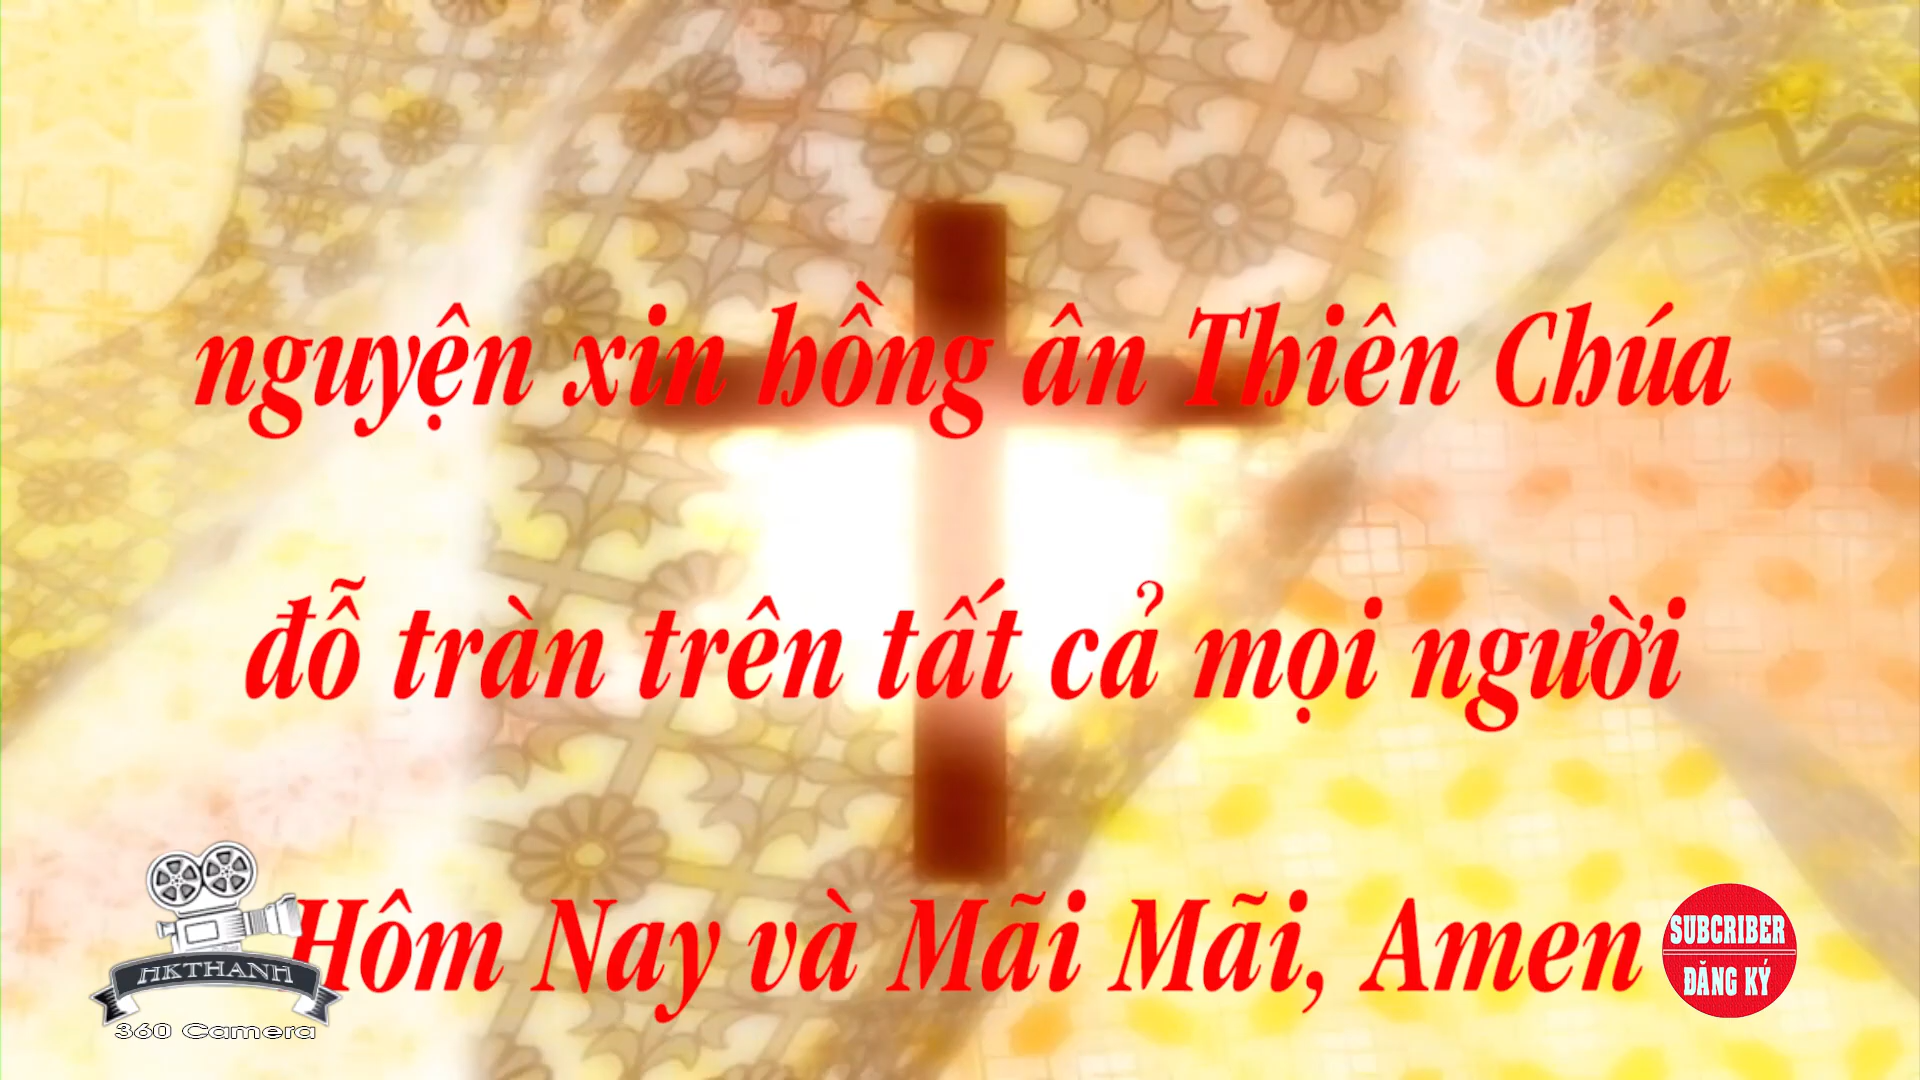 nguyện xin hồng ân Thiên Chúa
đỗ tràn trên tất cả mọi người
Hôm Nay và Mãi Mãi, Amen
HKTHANH
360 Camera
SUBCRIBER
ĐĂNG KÝ